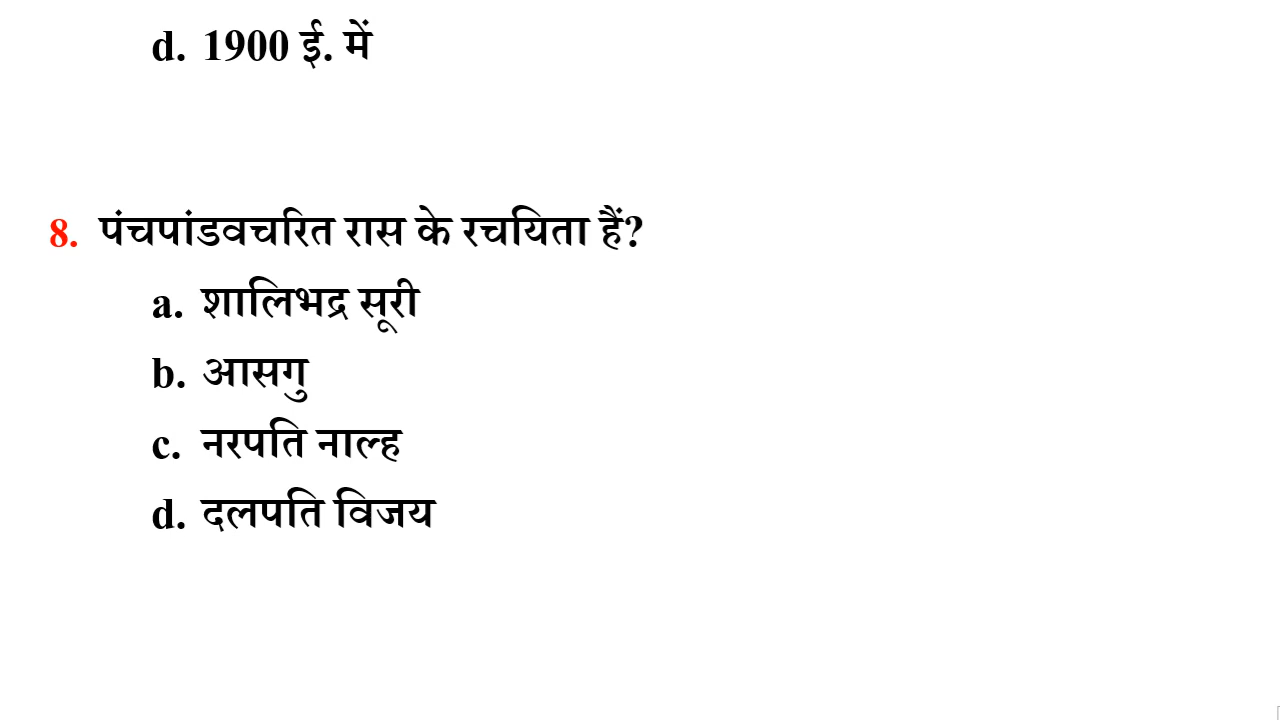 d. 1900 ई. में
8. पंचपांडवचरित रास के रचयिता हैं?
a. शालिभद्र सूरी
b. आसगु
c. नरपति नाल्ह
d. दलपति विजय